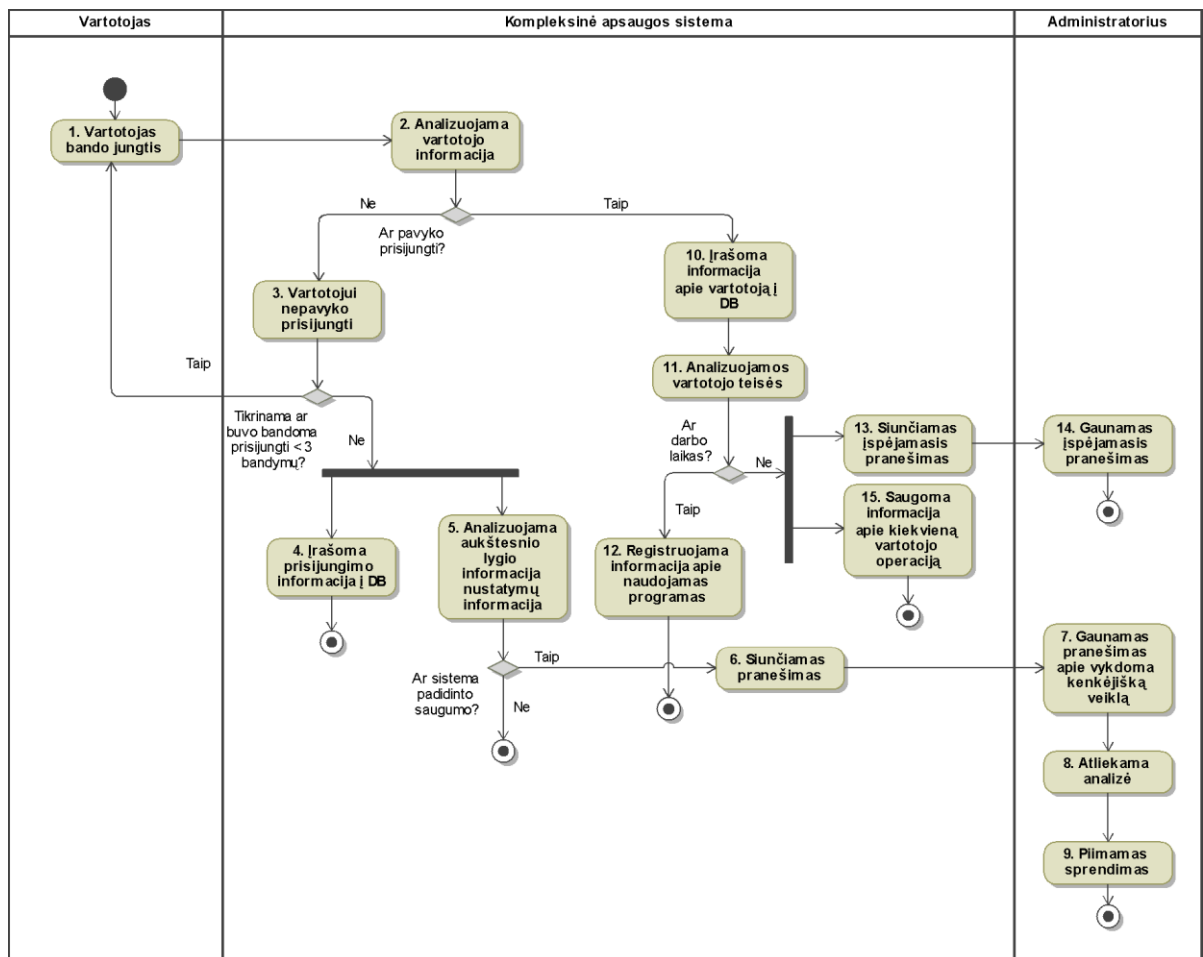 Vartotojas
Kompleksinė apsaugos sistema
Administratorius
1. Vartotojas
bando jungtis
2. Analizuojama
vartotojo
informacija
Ne
Taip
Ar pavyko
prisijungti?
3. Vartotojui
nepavyko
prisijungti
10. Įrašoma
informacija
apie vartotoją į
DB
Taip
11. Analizuojamos
vartotojo teisės
Tikrinama ar
buvo bandoma
prisijungti < 3
bandymų?
Ne
Ar
darbo
laikas?
Ne
Taip
13. Siunčiamas
įspėjamasis
pranešimas
14. Gaunamas
įspėjamasis
pranešimas
15. Saugoma
informacija
apie kiekvieną
vartotojo
operaciją
4. Įrašoma
prisijungimo
informacija į DB
5. Analizuojama
aukštesnio
lygio
informacija
nustatymų
informacija
12. Registruojama
informacija apie
naudojamas
programas
Ar sistema
padidinto
saugumo?
Taip
Ne
6. Siunčiamas
pranešimas
7. Gaunamas
pranešimas
apie vykdoma
kenkėjišką
veiklą
8. Atliekama
analizė
9. Piimamas
sprendimas